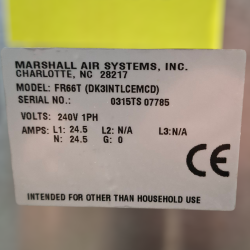 MARSHALL AIR SYSTEMS, INC.
CHARLOTTE, NC 28217
MODEL: FR66T (DK3INTLCEMCD)
SERIAL NO.: 0315TS 07785
VOLTS: 240V 1PH
AMPS: L1: 24.5 L2: N/A L3:N/A
N: 24.5 G: 0
CE
INTENDED FOR OTHER THAN HOUSEHOLD USE